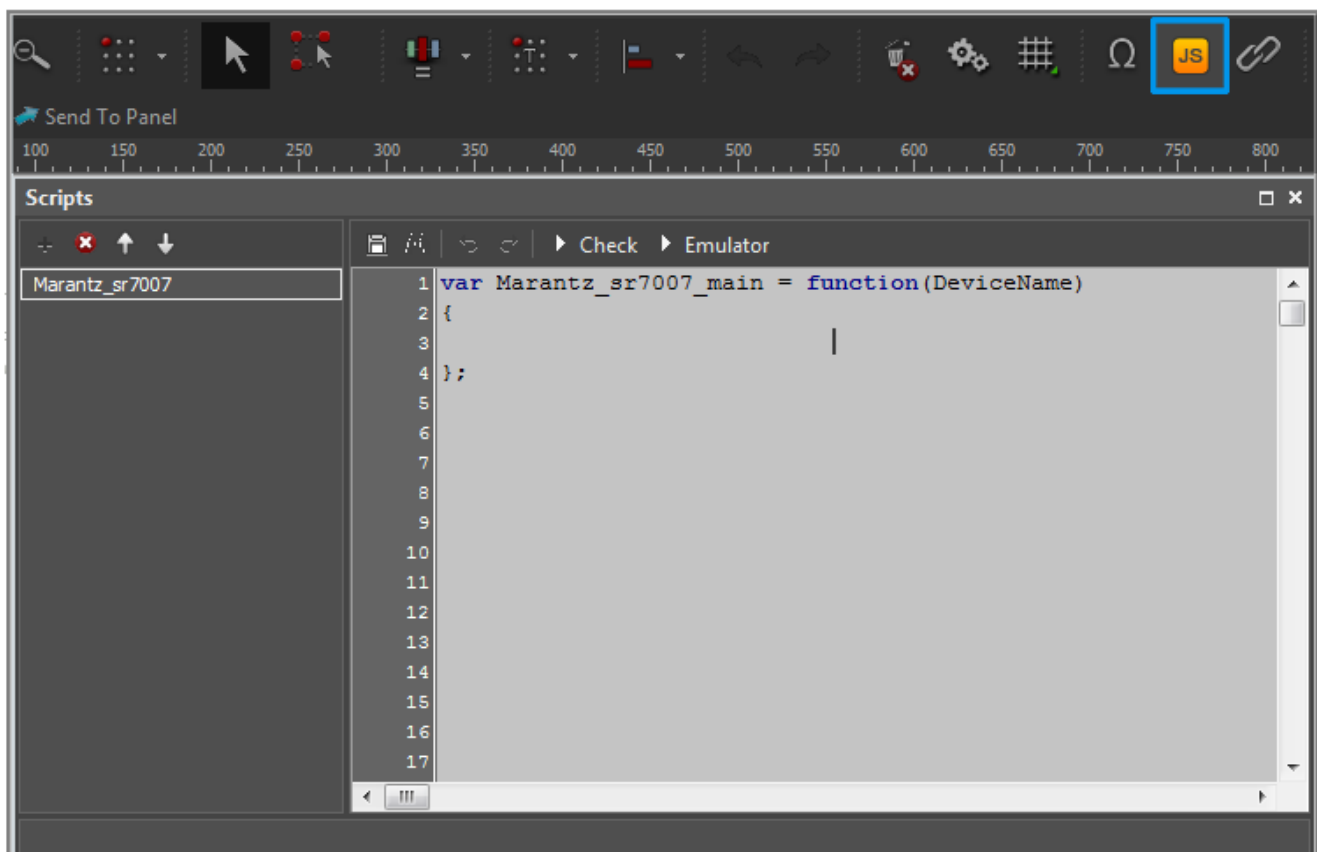 Ω JS
Send To Panel
100 150 200 250 300 350 400 450 500 550 600 650 700 750 800
Scripts
Check Emulator
Marantz_sr7007
1 var Marantz_sr7007_main = function(DeviceName)
2 {
3
4 };
5
6
7
8
9
10
11
12
13
14
15
16
17